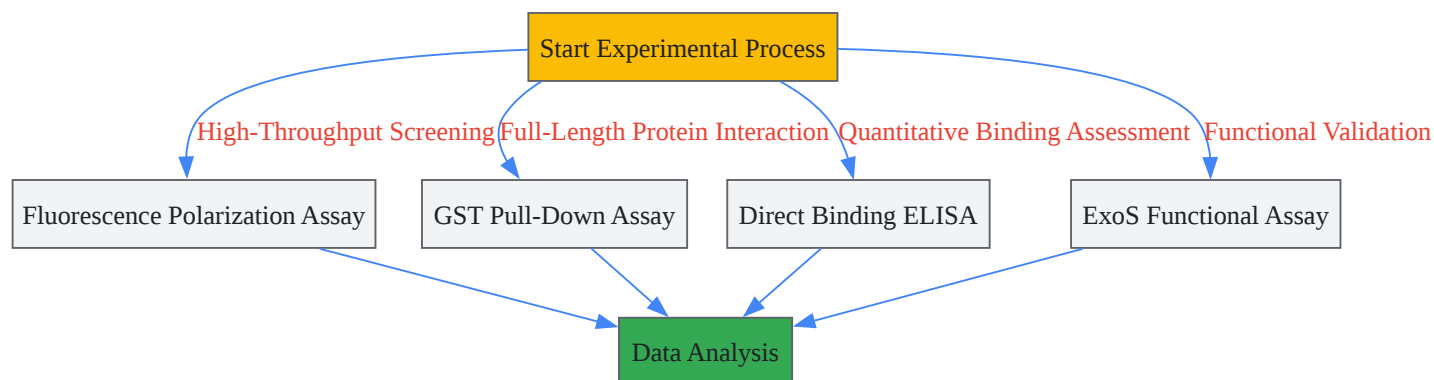 Start Experimental Process
High-Throughput Screening
Full-Length Protein Interaction
Quantitative Binding Assessment
Functional Validation
Fluorescence Polarization Assay
GST Pull-Down Assay
Direct Binding ELISA
ExoS Functional Assay
Data Analysis